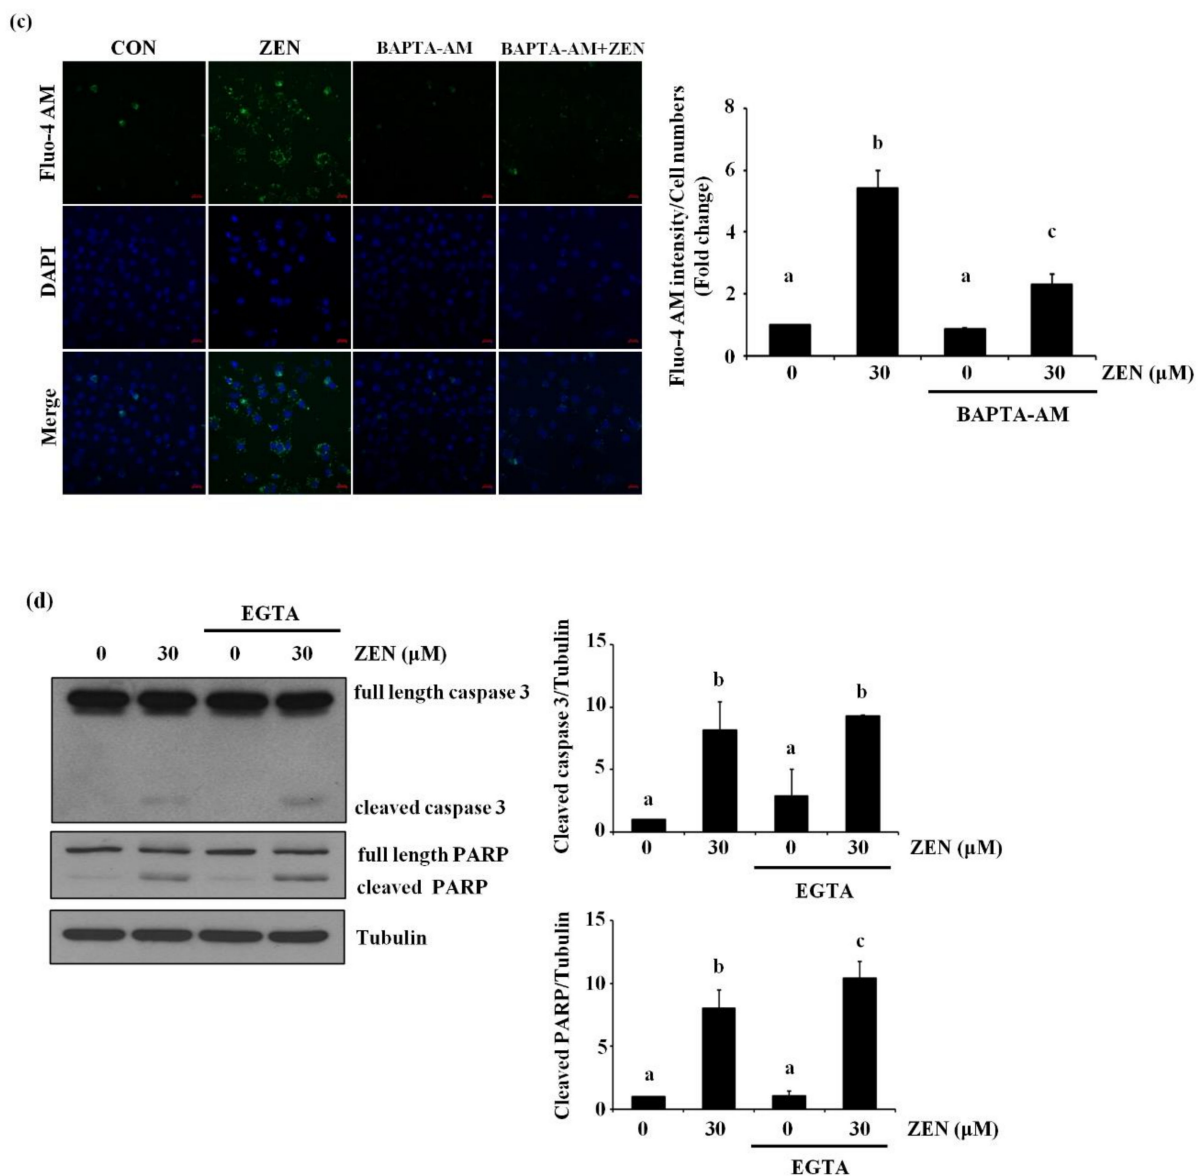 (c)
CON ZEN BAPTA-AM BAPTA-AM+ZEN
Fluo-4 AM
DAPI
Merge
Fluo-4 AM intensity/Cell numbers
(Fold change)
8
6
4
2
0
a
b
a
c
0 30 0 30 ZEN (μM)
BAPTA-AM
(d)
EGTA
0 30 0 30 ZEN (μM)
full length caspase 3
cleaved caspase 3
full length PARP
cleaved PARP
Tubulin
Cleaved caspase 3/Tubulin
15
10
5
0
a
b
a
b
0 30 0 30 ZEN (μM)
EGTA
Cleaved PARP/Tubulin
15
10
5
0
a
b
a
c
0 30 0 30 ZEN (μM)
EGTA